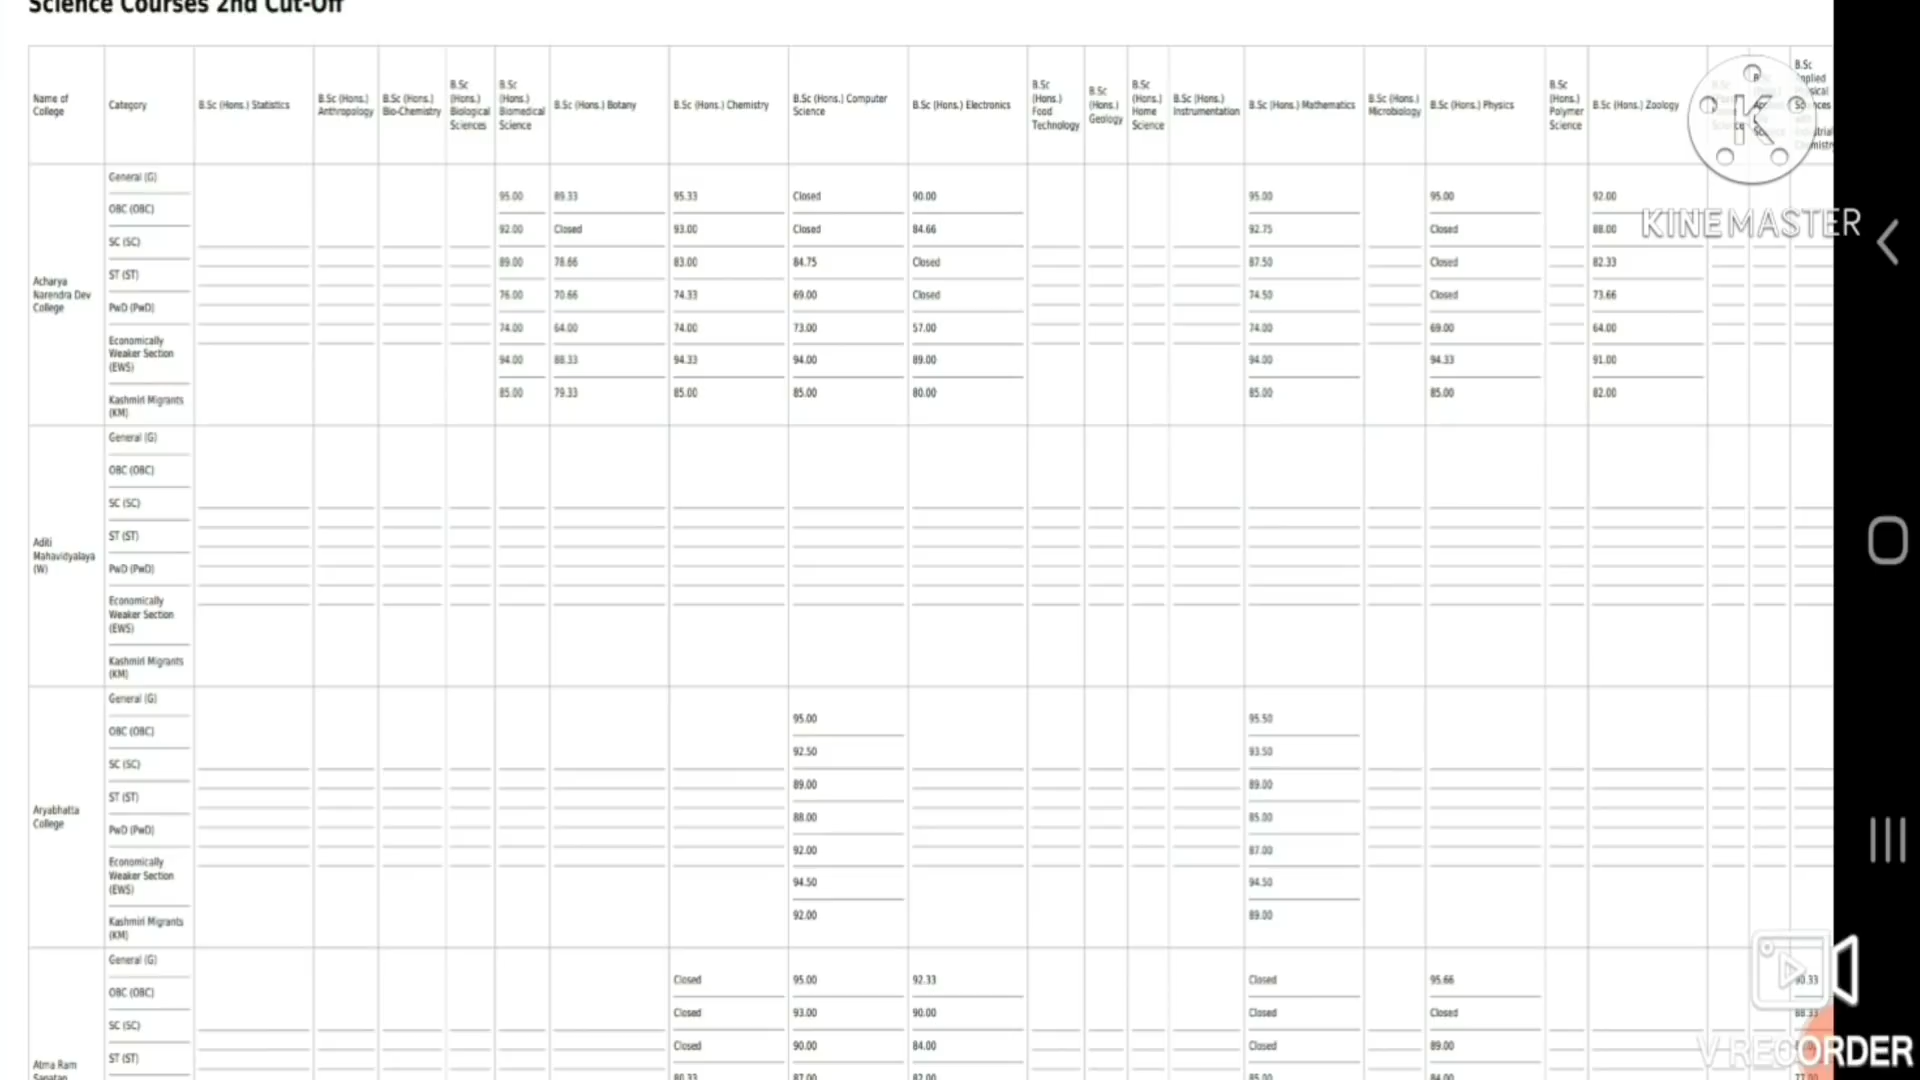 Science Courses 2nd Cut-Off
Name of College
Category
B.Sc (Hons.) Statistics
B.Sc (Hons.) Anthropology
B.Sc (Hons.) Bio-Chemistry
B.Sc (Hons.) Biological Sciences
B.Sc (Hons.) Biomedical Science
B.Sc (Hons.) Botany
B.Sc (Hons.) Chemistry
B.Sc (Hons.) Computer Science
B.Sc (Hons.) Electronics
B.Sc (Hons.) Food Technology
B.Sc (Hons.) Geology
B.Sc (Hons.) Home Science
B.Sc (Hons.) Instrumentation
B.Sc (Hons.) Mathematics
B.Sc (Hons.) Microbiology
B.Sc (Hons.) Physics
B.Sc (Hons.) Polymer Science
B.Sc (Hons.) Zoology
B.Sc
K
KINEMASTER
Acharya Narendra Dev College
General (G) 95.00 89.33 95.33 Closed 90.00 95.00 95.00 92.00
OBC (OBC) 92.00 Closed 93.00 Closed 84.66 92.75 Closed 88.00
SC (SC) 89.00 78.66 83.00 84.75 Closed 87.50 Closed 82.33
ST (ST) 76.00 70.66 74.33 69.00 Closed 74.50 Closed 73.66
PwD (PwD) 74.00 64.00 74.00 73.00 57.00 74.00 69.00 64.00
Economically Weaker Section (EWS) 94.00 88.33 94.33 94.00 89.00 94.00 94.33 91.00
Kashmiri Migrants (KM) 85.00 79.33 85.00 85.00 80.00 85.00 85.00 82.00
Aditi Mahavidyalaya (W)
General (G)
OBC (OBC)
SC (SC)
ST (ST)
PwD (PwD)
Economically Weaker Section (EWS)
Kashmiri Migrants (KM)
Aryabhatta College
General (G) 95.00 95.50
OBC (OBC) 92.50 93.50
SC (SC) 89.00 89.00
ST (ST) 88.00 85.00
PwD (PwD) 92.00 87.00
Economically Weaker Section (EWS) 94.50 94.50
Kashmiri Migrants (KM) 92.00 89.00
Atma Ram Sanatan
General (G) Closed 95.00 92.33 Closed 95.66 90.33
OBC (OBC) Closed 93.00 90.00 Closed Closed 88.33
SC (SC) Closed 90.00 84.00 Closed 89.00
ST (ST) 80.33 87.00 82.00 85.00 84.00 77.00
V RECORDER